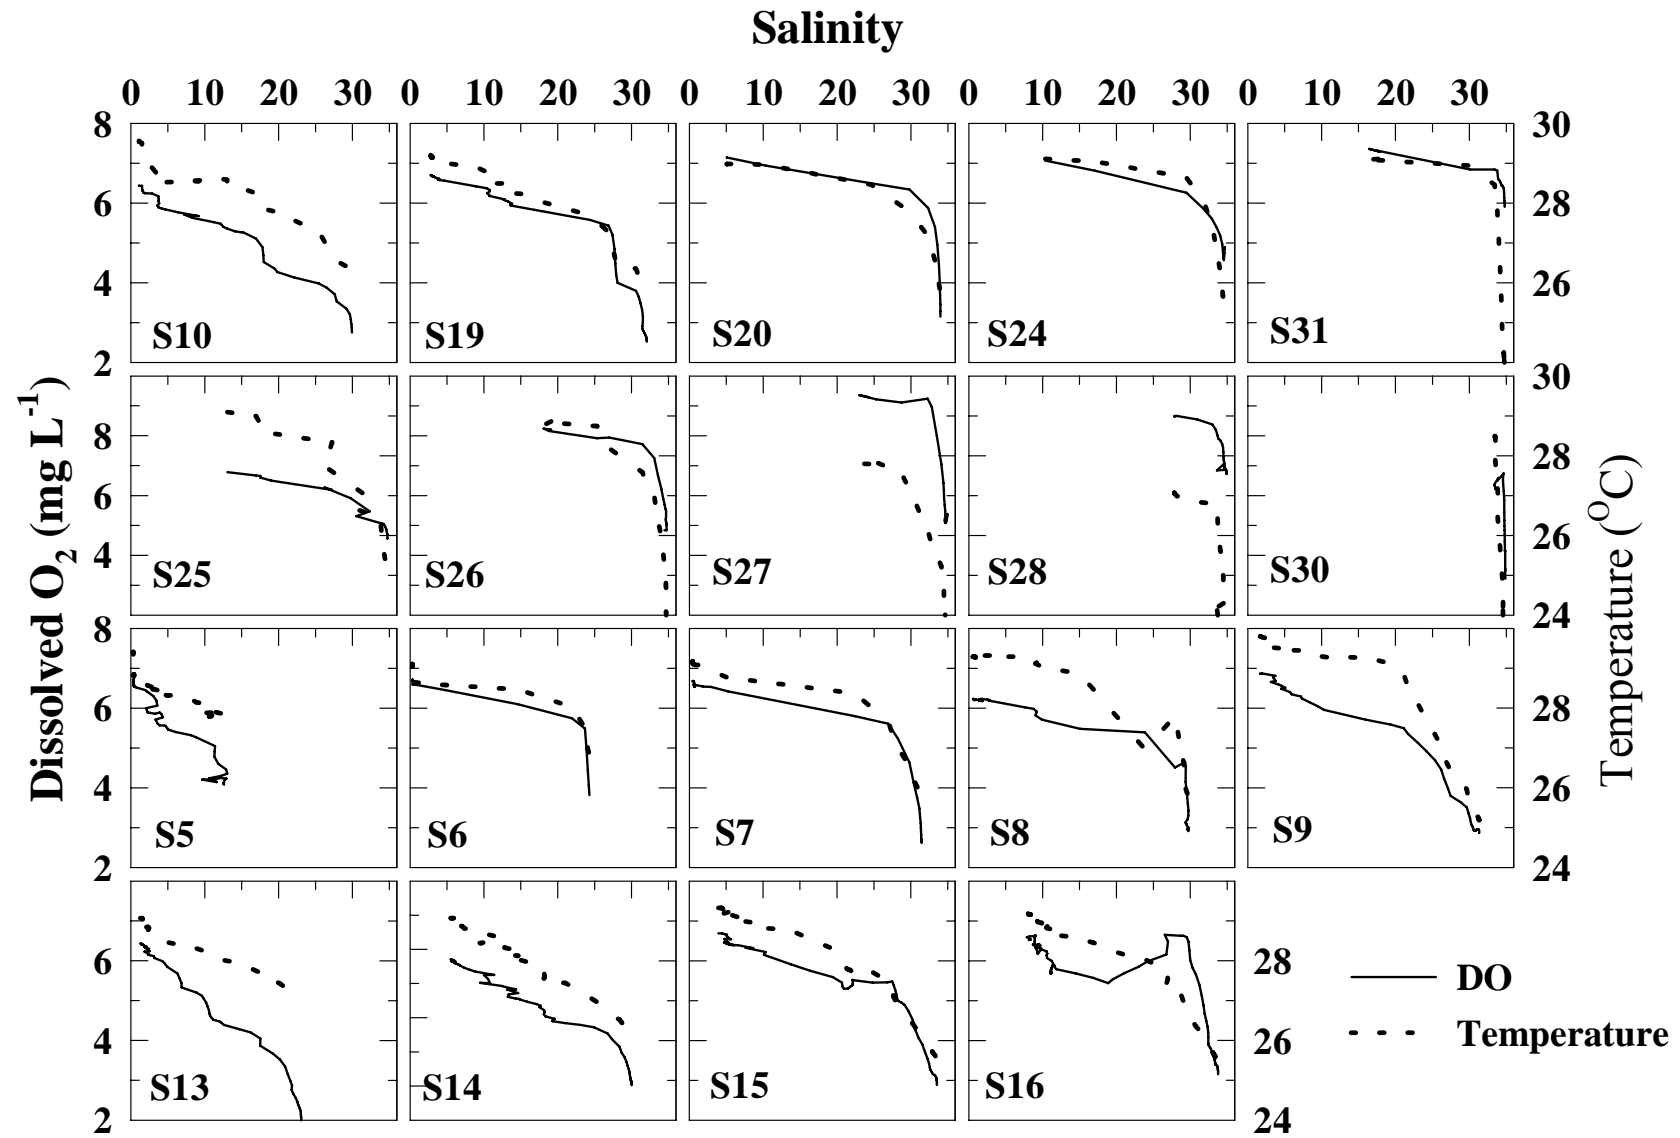 Salinity
0 10 20 30 0 10 20 30 0 10 20 30 0 10 20 30 0 10 20 30
8 30
6 28
4 26
2
S10 S19 S20 S24 S31
30
8 28
6
4 26
24
S25 S26 S27 S28 S30
8
6 28
4 26
2 24
S5 S6 S7 S8 S9
6 28
4 26
2 24
S13 S14 S15 S16
Dissolved O₂ (mg L⁻¹)
Temperature (ᴼC)
DO
Temperature